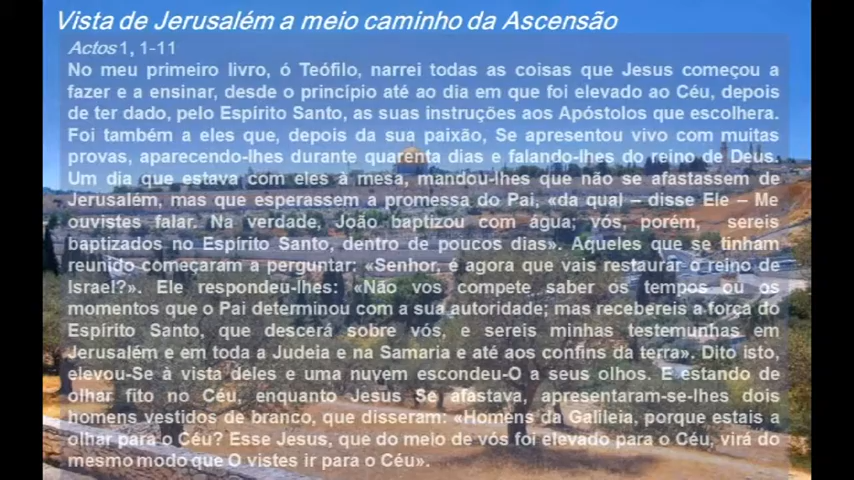 Vista de Jerusalém a meio caminho da Ascensão
Actos 1, 1-11
No meu primeiro livro, ó Teófilo, narrei todas as coisas que Jesus começou a
fazer e a ensinar, desde o princípio até ao dia em que foi elevado ao Céu, depois
de ter dado, pelo Espírito Santo, as suas instruções aos Apóstolos que escolhera.
Foi também a eles que, depois da sua paixão, Se apresentou vivo com muitas
provas, aparecendo-lhes durante quarenta dias e falando-lhes do reino de Deus.
Um dia que estava com eles à mesa, mandou-lhes que não se afastassem de
Jerusalém, mas que esperassem a promessa do Pai, «da qual – disse Ele – Me
ouvistes falar. Na verdade, João baptizou com água; vós, porém, sereis
baptizados no Espírito Santo, dentro de poucos dias». Aqueles que se tinham
reunido começaram a perguntar: «Senhor, é agora que vais restaurar o reino de
Israel?». Ele respondeu-lhes: «Não vos compete saber os tempos ou os
momentos que o Pai determinou com a sua autoridade; mas recebereis a força do
Espírito Santo, que descerá sobre vós, e sereis minhas testemunhas em
Jerusalém e em toda a Judeia e na Samaria e até aos confins da terra». Dito isto,
elevou-Se à vista deles e uma nuvem escondeu-O a seus olhos. E estando de
olhar fito no Céu, enquanto Jesus Se afastava, apresentaram-se-lhes dois
homens vestidos de branco, que disseram: «Homens da Galileia, porque estais a
olhar para o Céu? Esse Jesus, que do meio de vós foi elevado para o Céu, virá do
mesmo modo que O vistes ir para o Céu».